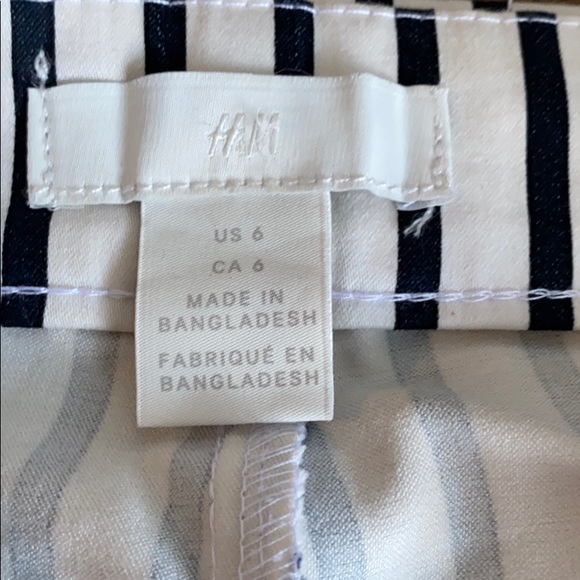 H&M
US 6
CA 6
MADE IN
BANGLADESH
FABRIQUÉ EN
BANGLADESH